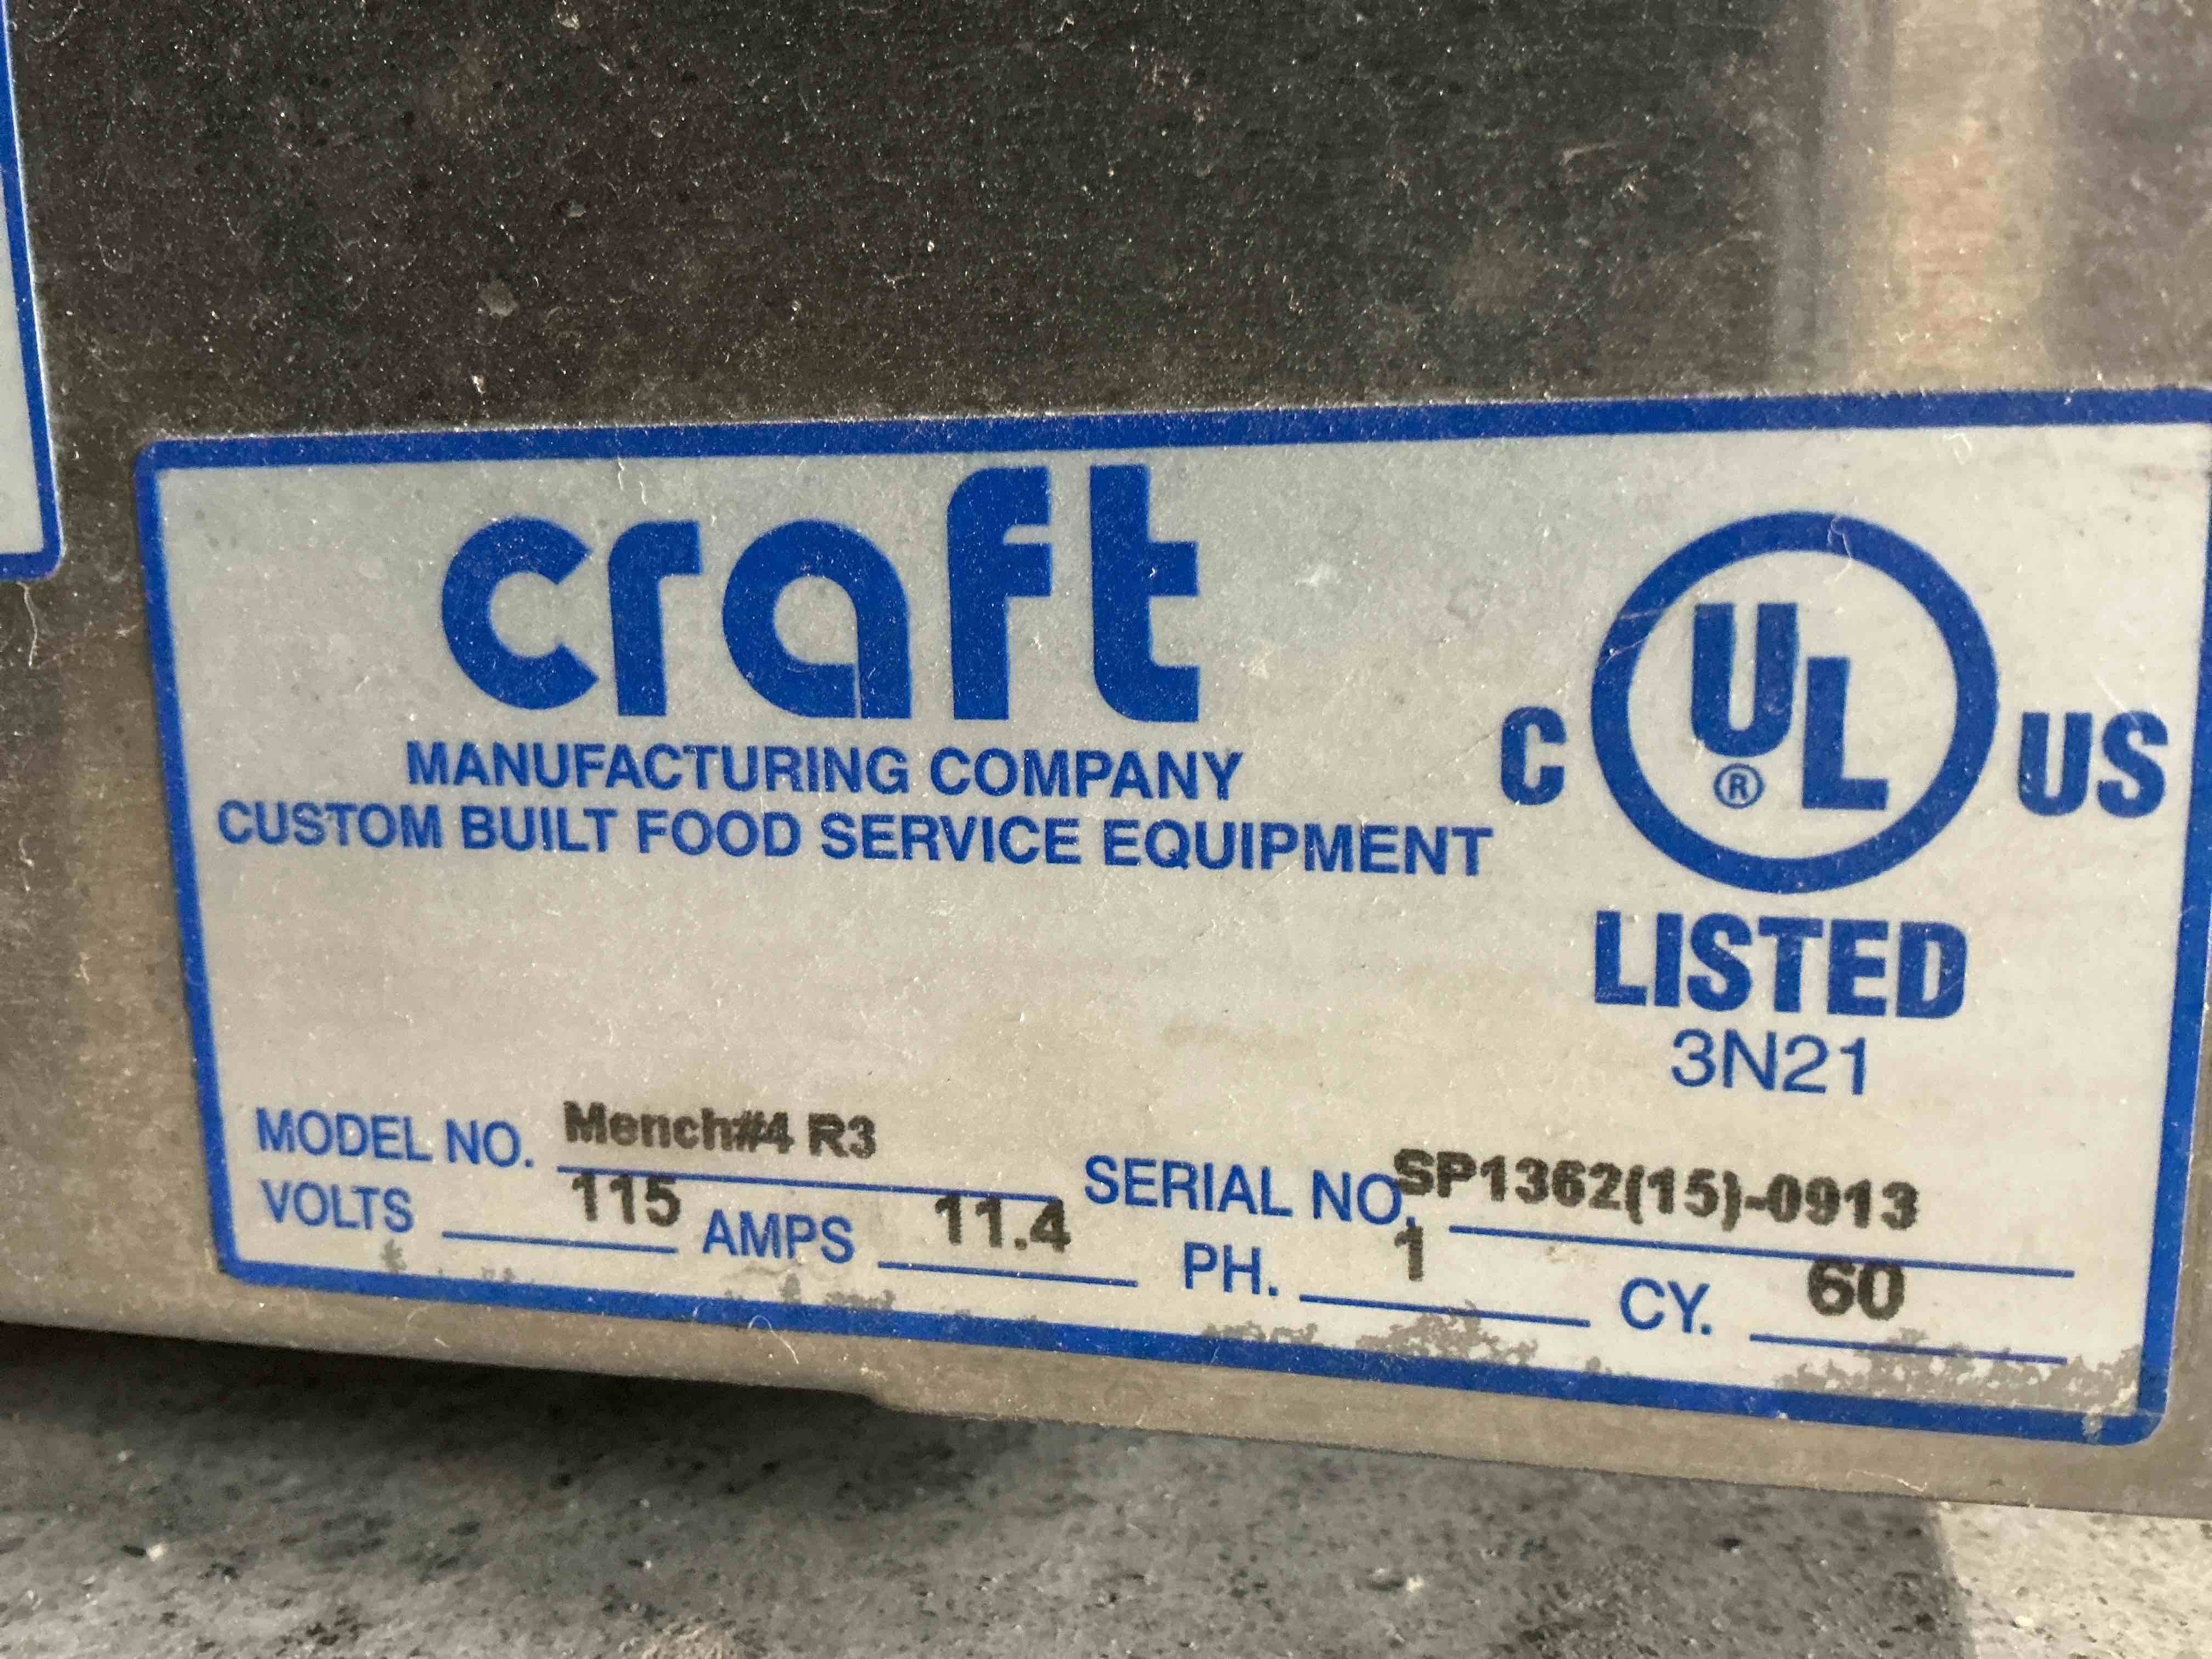 craft
MANUFACTURING COMPANY
CUSTOM BUILT FOOD SERVICE EQUIPMENT
C UL® US
LISTED
3N21
MODEL NO. Mench#4 R3 SERIAL NO. SP1362(15)-0913
VOLTS 115 AMPS 11.4 PH. 1 CY. 60